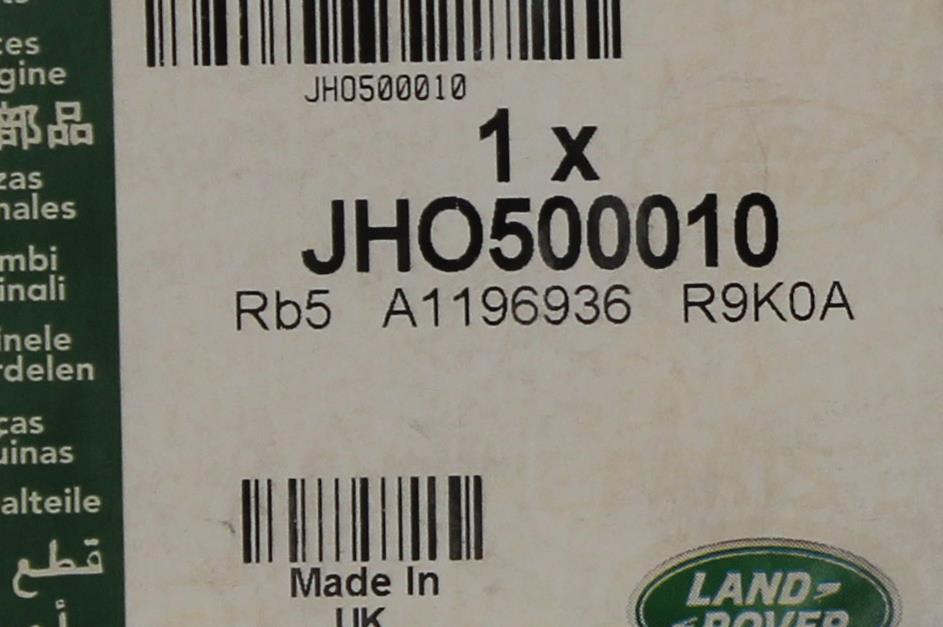 ces
gine
部品
zas
nales
mbi
inali
inele
rdelen
ças
uinas
alteile
قطع
JHO500010
1 x
JHO500010
Rb5 A1196936 R9K0A
Made In
UK
LAND-
ROVER